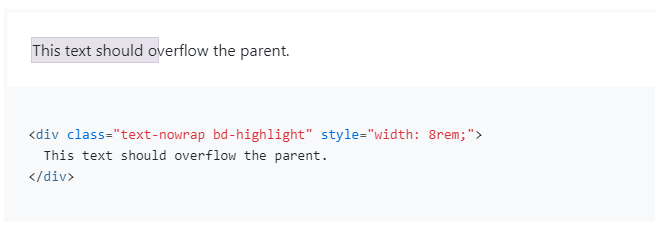 This text should overflow the parent.
<div class="text-nowrap bd-highlight" style="width: 8rem;">
This text should overflow the parent.
</div>